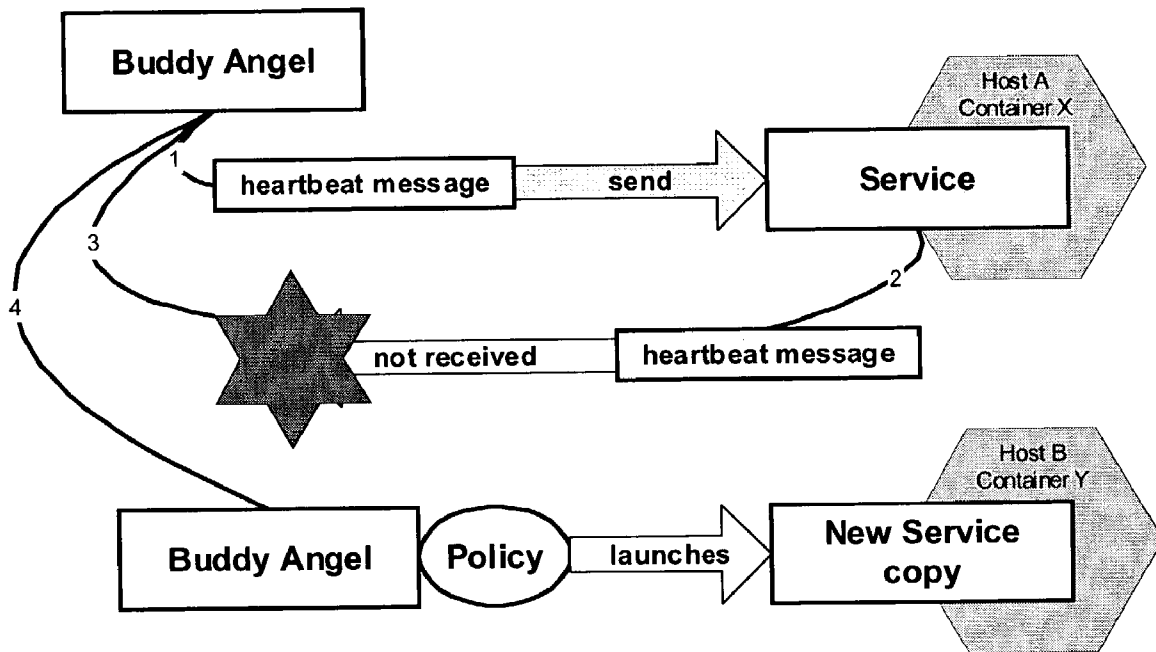 Buddy Angel
Host A
Container X
1
heartbeat message
send
Service
3
2
4
not received
heartbeat message
Host B
Container Y
Buddy Angel
Policy
launches
New Service
copy